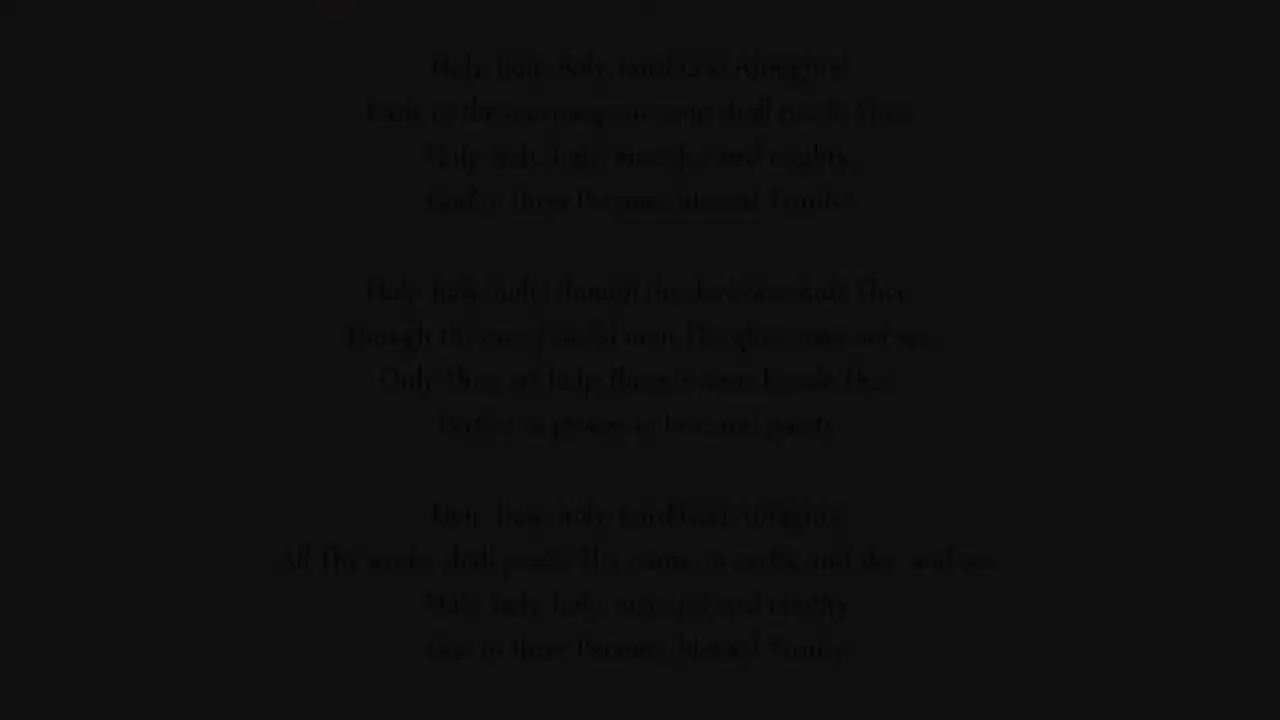 Holy, holy, holy, Lord God Almighty!
Early in the morning our song shall rise to Thee
Holy, holy, holy, merciful and mighty
God in three Persons, blessed Trinity!
Holy, holy, holy! though the darkness hide Thee
Though the eye of sinful man Thy glory may not see
Only Thou art holy, there is none beside Thee
Perfect in power, in love and purity
Holy, holy, holy, Lord God Almighty
All Thy works shall praise Thy name, in earth, and sky, and sea
Holy, holy, holy, merciful and mighty
God in three Persons, blessed Trinity!